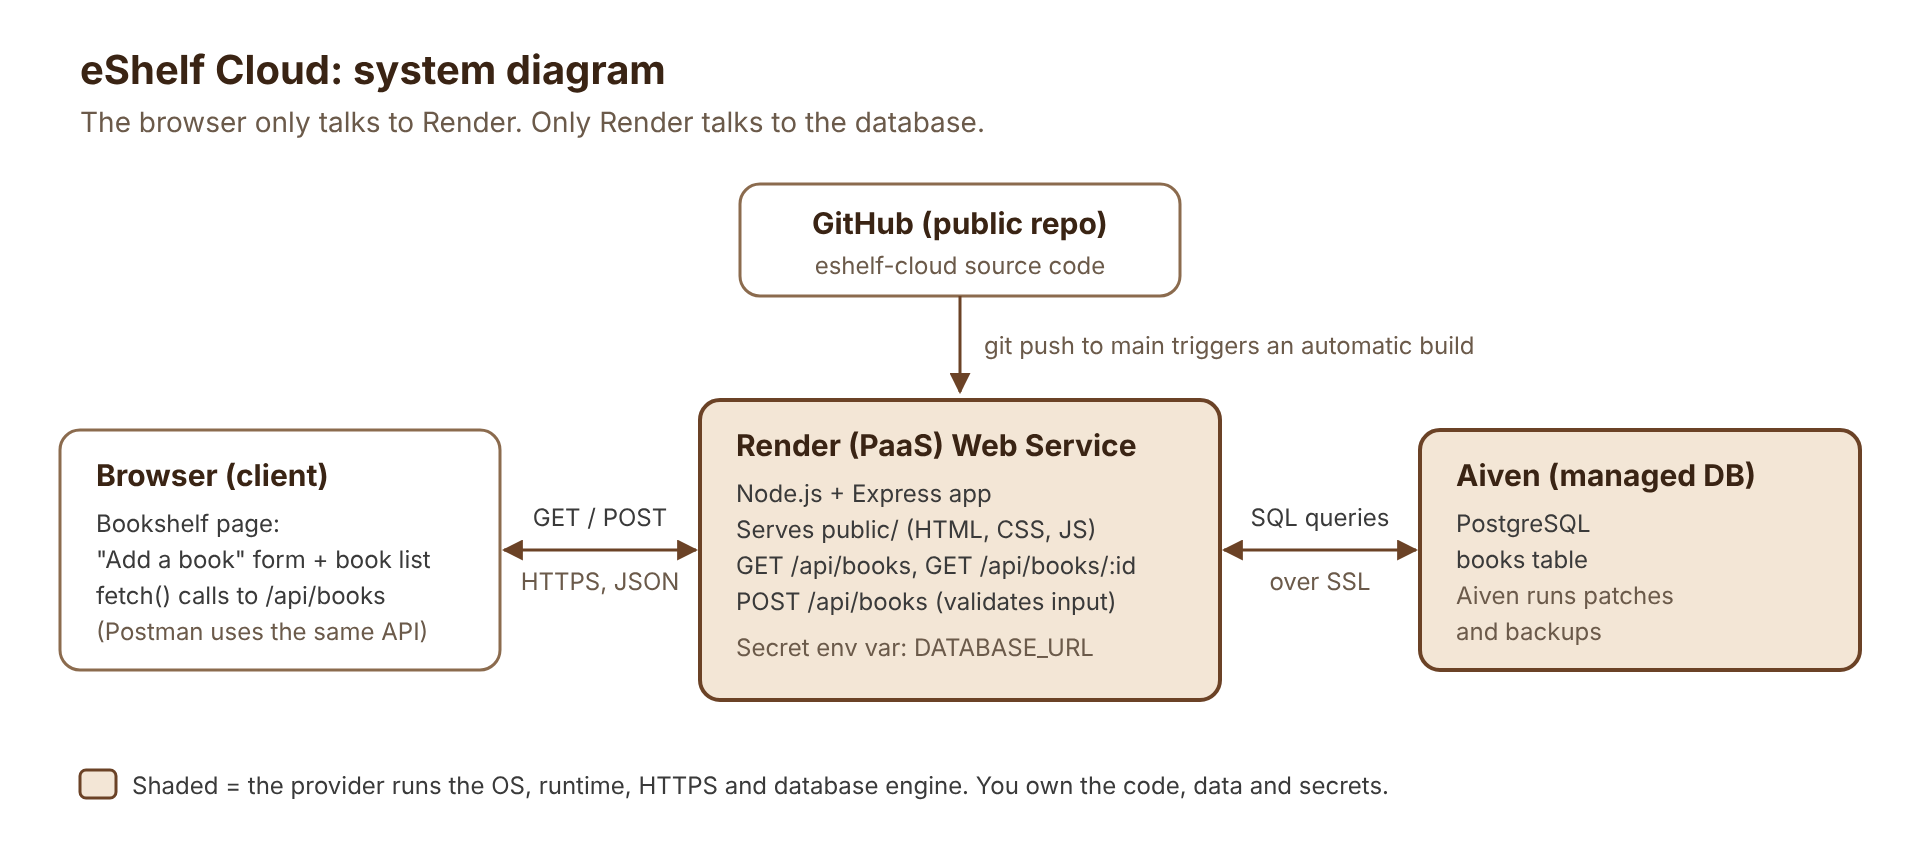 eShelf Cloud: system diagram
The browser only talks to Render. Only Render talks to the database.
GitHub (public repo)
eshelf-cloud source code
git push to main triggers an automatic build
Browser (client)
Bookshelf page:
"Add a book" form + book list
fetch() calls to /api/books
(Postman uses the same API)
GET / POST
HTTPS, JSON
Render (PaaS) Web Service
Node.js + Express app
Serves public/ (HTML, CSS, JS)
GET /api/books, GET /api/books/:id
POST /api/books (validates input)
Secret env var: DATABASE_URL
SQL queries
over SSL
Aiven (managed DB)
PostgreSQL
books table
Aiven runs patches
and backups
Shaded = the provider runs the OS, runtime, HTTPS and database engine. You own the code, data and secrets.